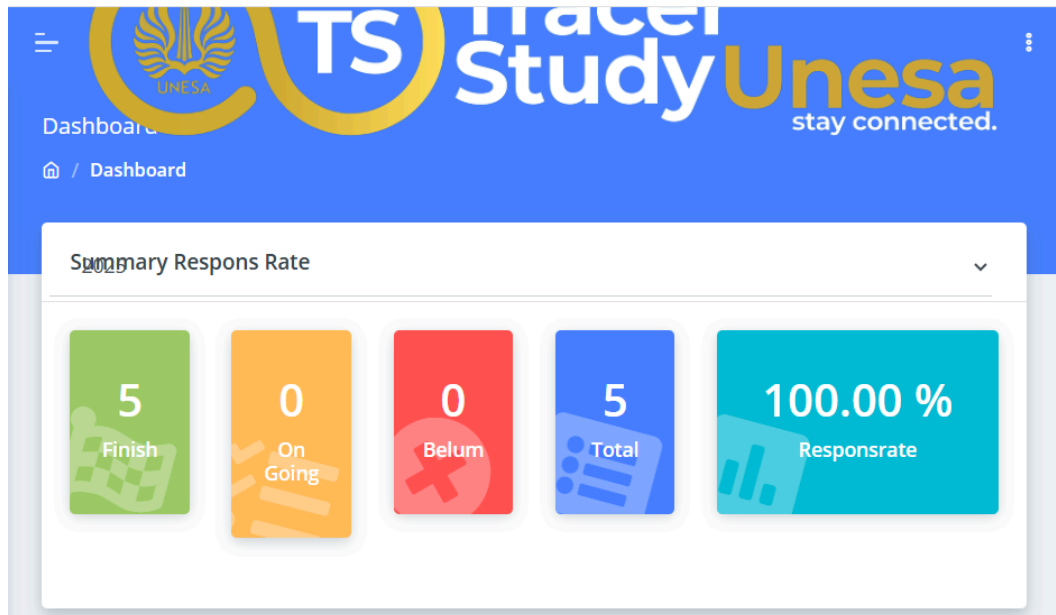 TS
Tracer
Study Unesa
stay connected.
UNESA
Dashboard
/ Dashboard
Summary Respons Rate
2023
5
Finish
0
On
Going
0
Belum
5
Total
100.00 %
Responsrate